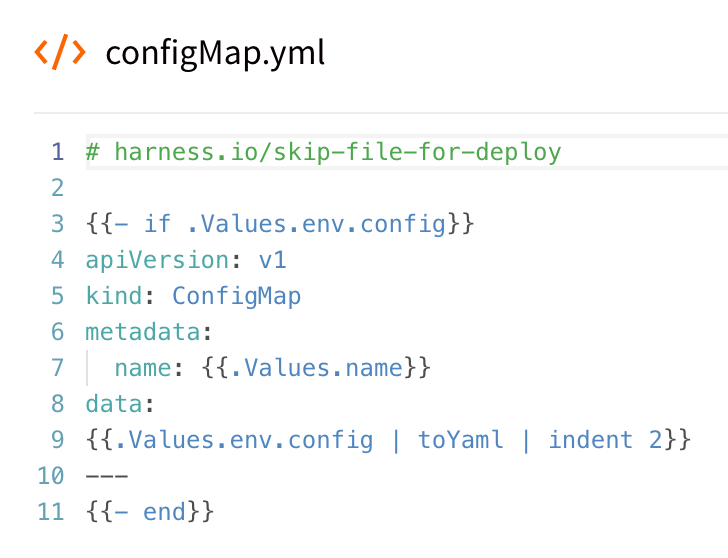 </> configMap.yml
1 # harness.io/skip-file-for-deploy
2
3 {{- if .Values.env.config}}
4 apiVersion: v1
5 kind: ConfigMap
6 metadata:
7   name: {{.Values.name}}
8 data:
9 {{.Values.env.config | toYaml | indent 2}}
10 ---
11 {{- end}}